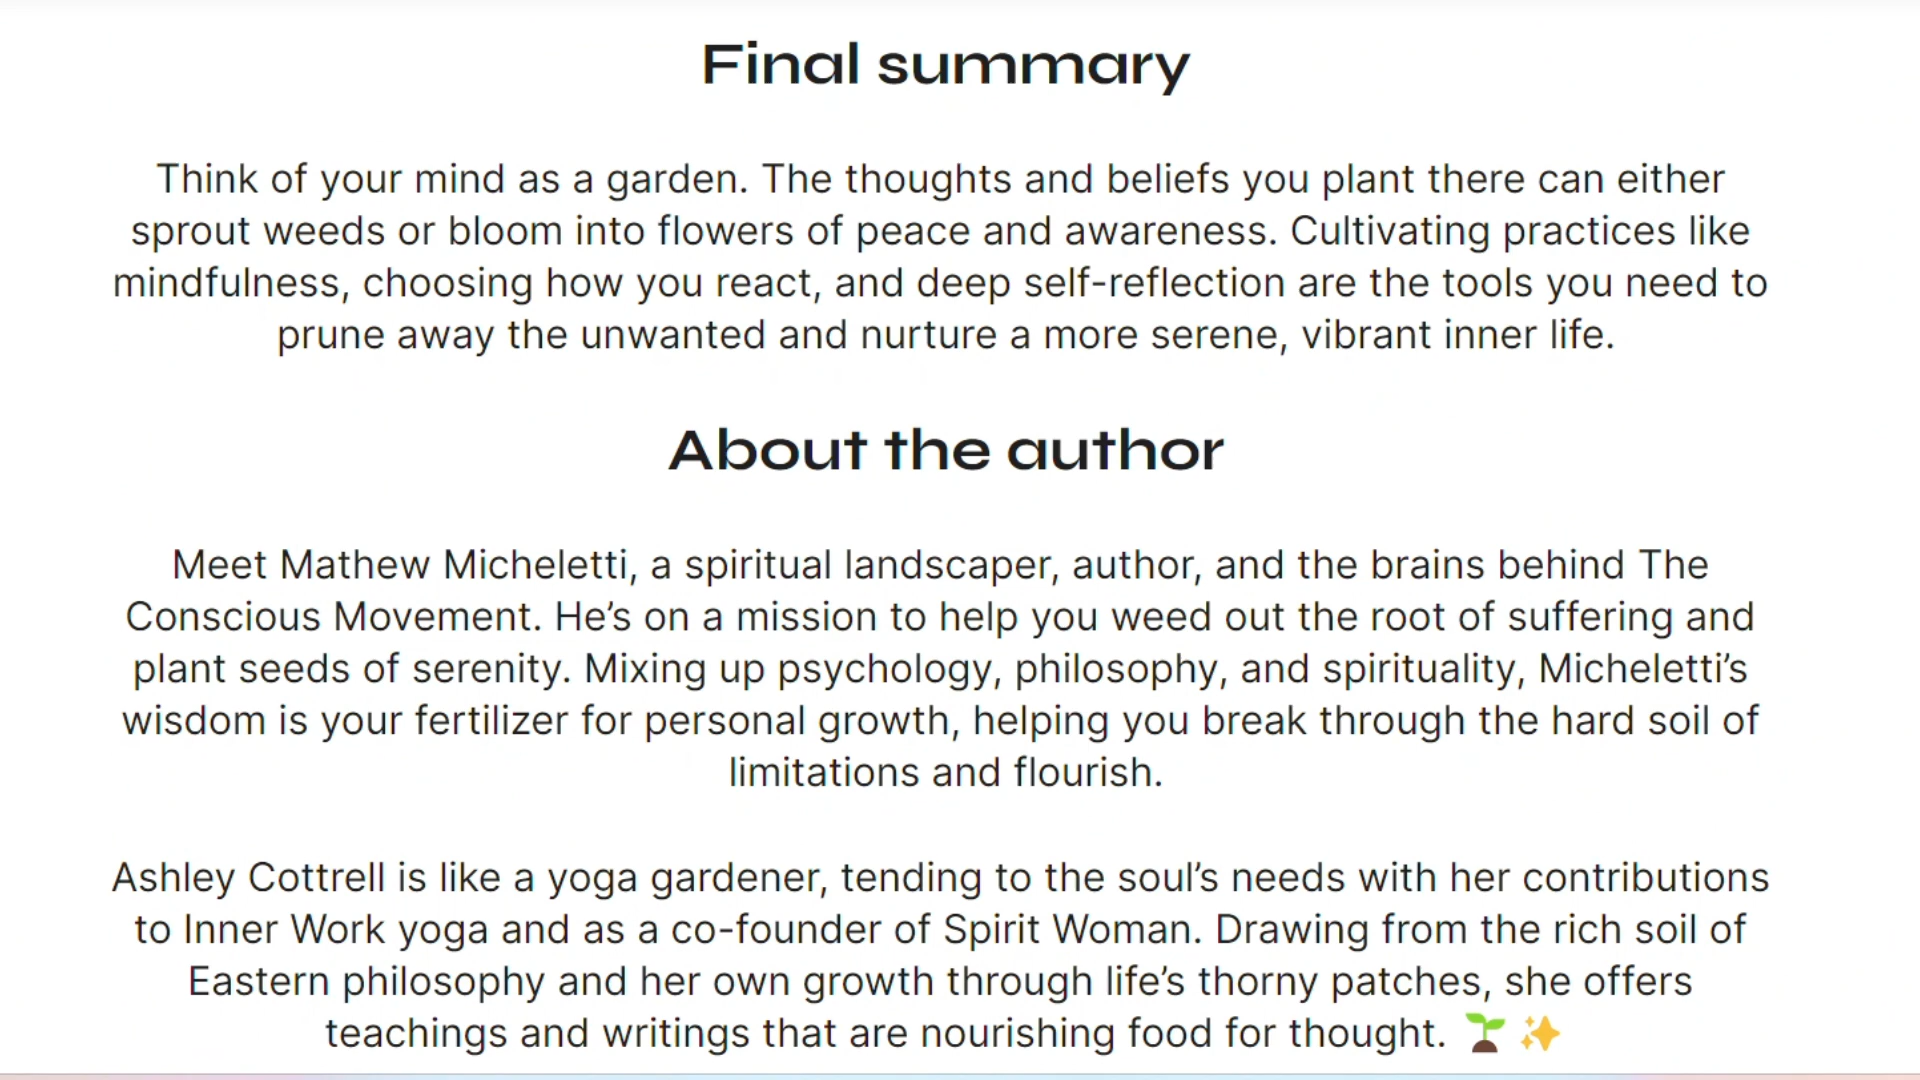 Final summary
Think of your mind as a garden. The thoughts and beliefs you plant there can either
sprout weeds or bloom into flowers of peace and awareness. Cultivating practices like
mindfulness, choosing how you react, and deep self-reflection are the tools you need to
prune away the unwanted and nurture a more serene, vibrant inner life.
About the author
Meet Mathew Micheletti, a spiritual landscaper, author, and the brains behind The
Conscious Movement. He’s on a mission to help you weed out the root of suffering and
plant seeds of serenity. Mixing up psychology, philosophy, and spirituality, Micheletti’s
wisdom is your fertilizer for personal growth, helping you break through the hard soil of
limitations and flourish.
Ashley Cottrell is like a yoga gardener, tending to the soul’s needs with her contributions
to Inner Work yoga and as a co-founder of Spirit Woman. Drawing from the rich soil of
Eastern philosophy and her own growth through life’s thorny patches, she offers
teachings and writings that are nourishing food for thought. 🌱 ✨